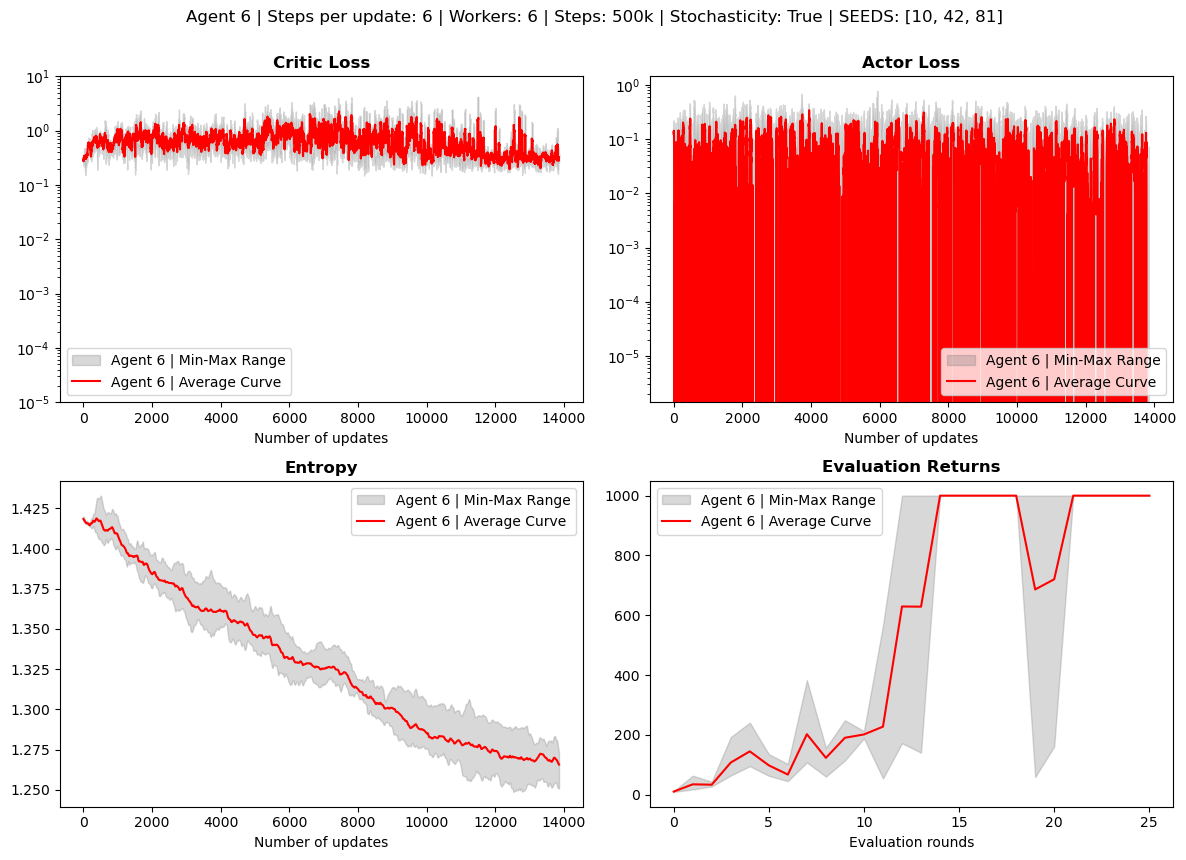 Agent 6 | Steps per update: 6 | Workers: 6 | Steps: 500k | Stochasticity: True | SEEDS: [10, 42, 81]
Critic Loss
10^1
10^0
10^-1
10^-2
10^-3
10^-4
10^-5
Agent 6 | Min-Max Range
Agent 6 | Average Curve
0 2000 4000 6000 8000 10000 12000 14000
Number of updates
Actor Loss
10^0
10^-1
10^-2
10^-3
10^-4
10^-5
Agent 6 | Min-Max Range
Agent 6 | Average Curve
0 2000 4000 6000 8000 10000 12000 14000
Number of updates
Entropy
Agent 6 | Min-Max Range
Agent 6 | Average Curve
1.425
1.400
1.375
1.350
1.325
1.300
1.275
1.250
0 2000 4000 6000 8000 10000 12000 14000
Number of updates
Evaluation Returns
Agent 6 | Min-Max Range
Agent 6 | Average Curve
1000
800
600
400
200
0
0 5 10 15 20 25
Evaluation rounds